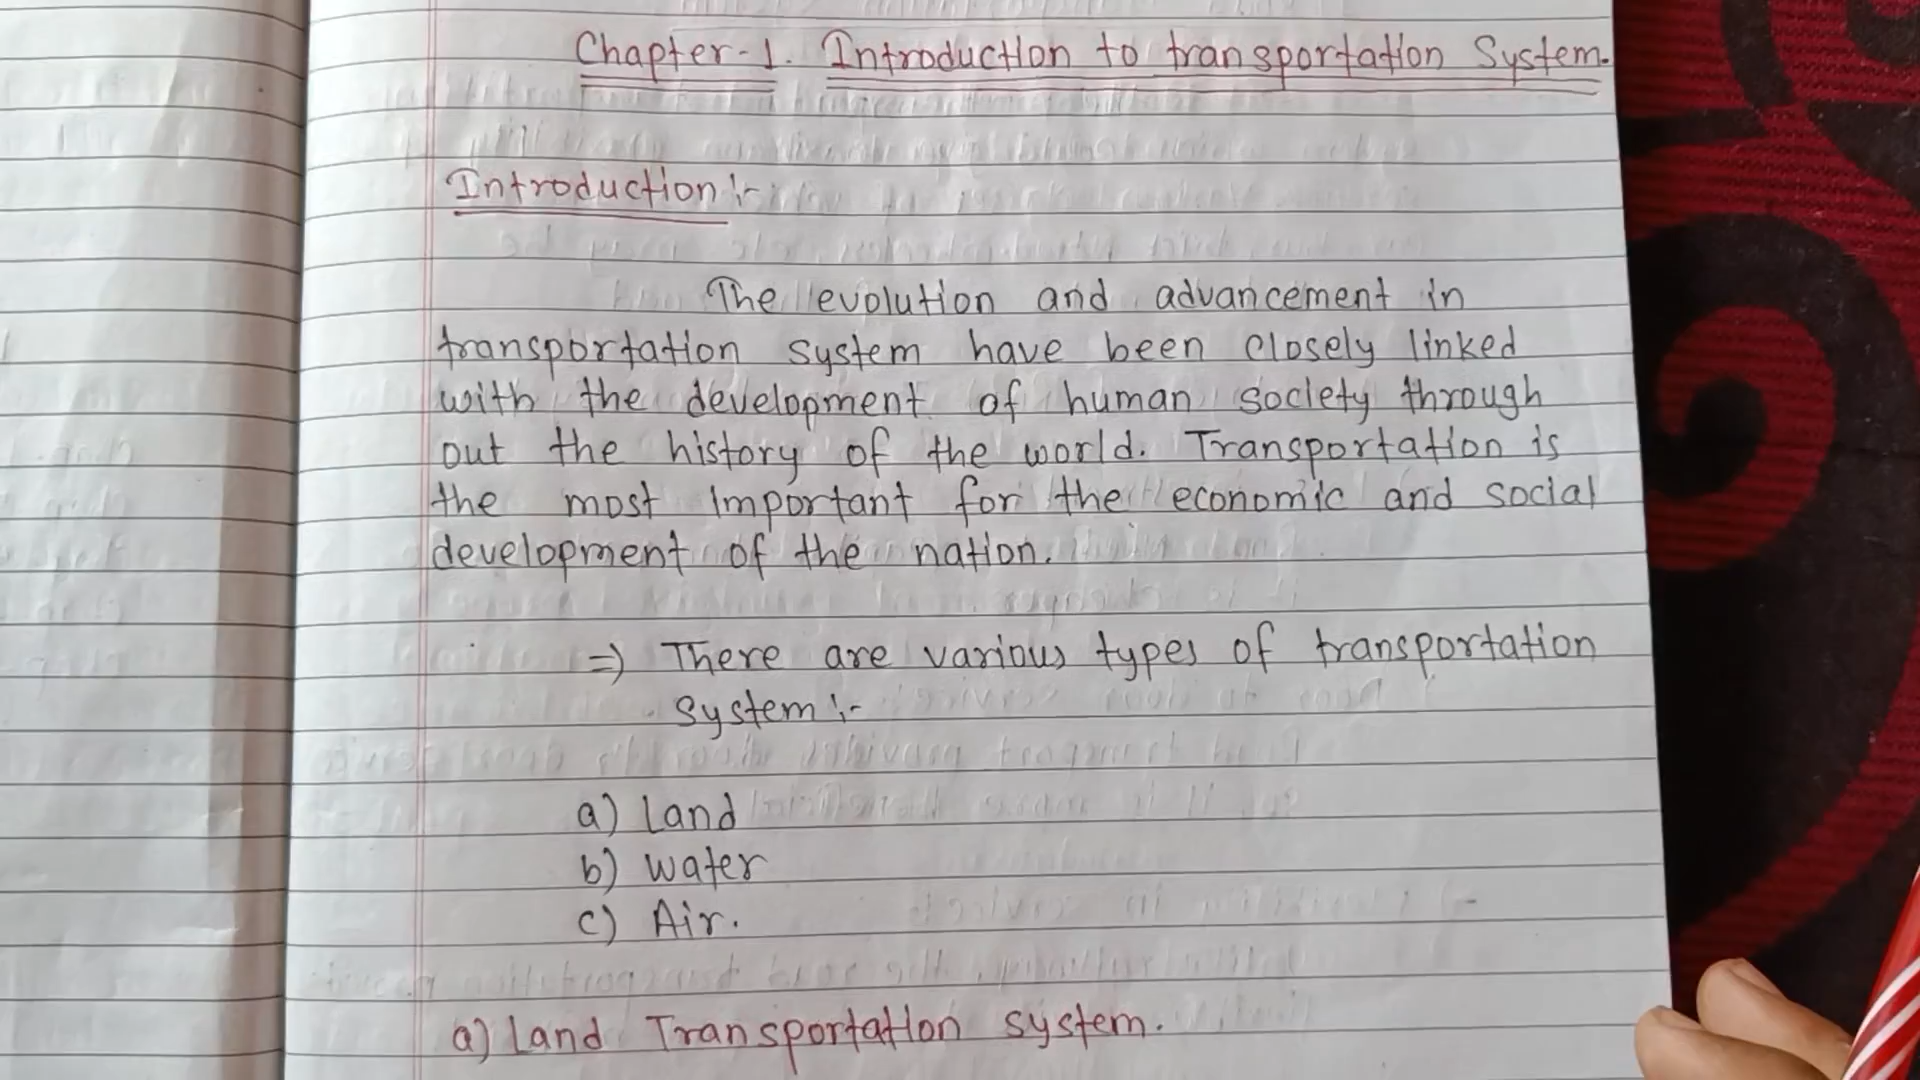 Chapter-1. Introduction to transportation System.
Introduction :-
The evolution and advancement in
transportation system have been closely linked
with the development of human society through
out the history of the world. Transportation is
the most important for the economic and social
development of the nation.
=) There are various types of transportation
system :-
a) Land
b) water
c) Air.
a) Land Transportation system.